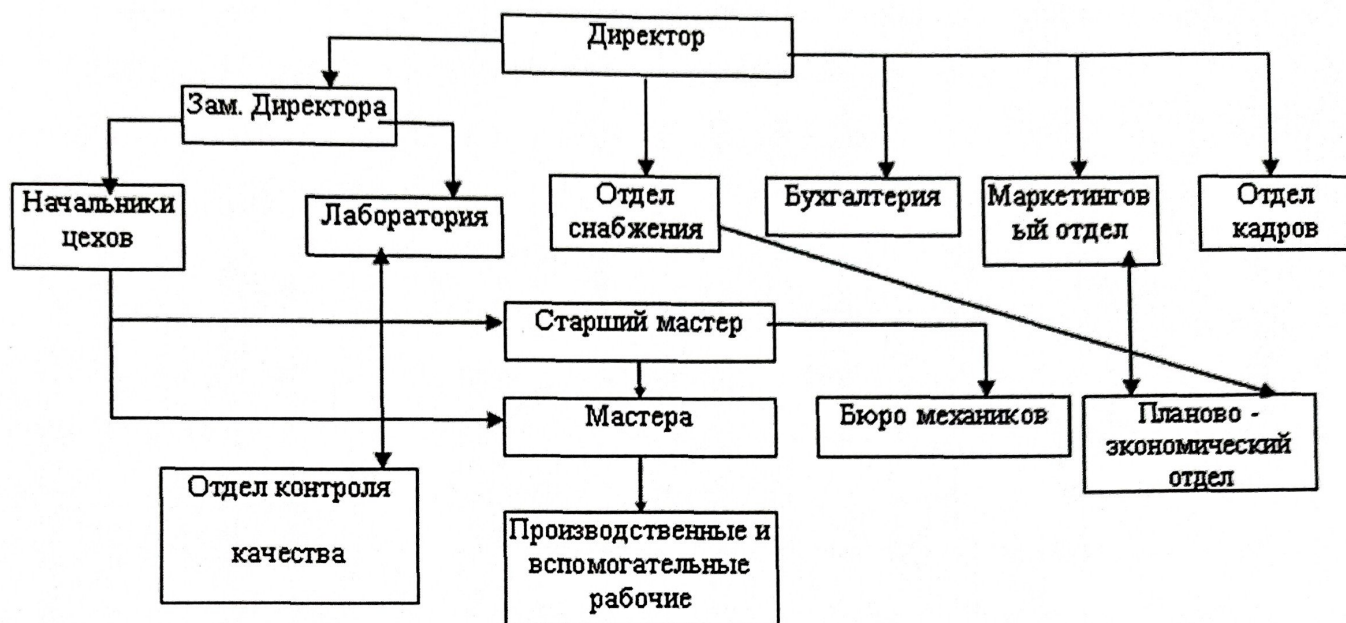 Директор
Зам. Директора
Начальники
цехов
Лаборатория
Отдел
снабжения
Бухгалтерия
Маркетингов
ый отдел
Отдел
кадров
Старший мастер
Мастера
Бюро механиков
Планово -
экономический
отдел
Отдел контроля
качества
Производственные и
вспомогательные
рабочие